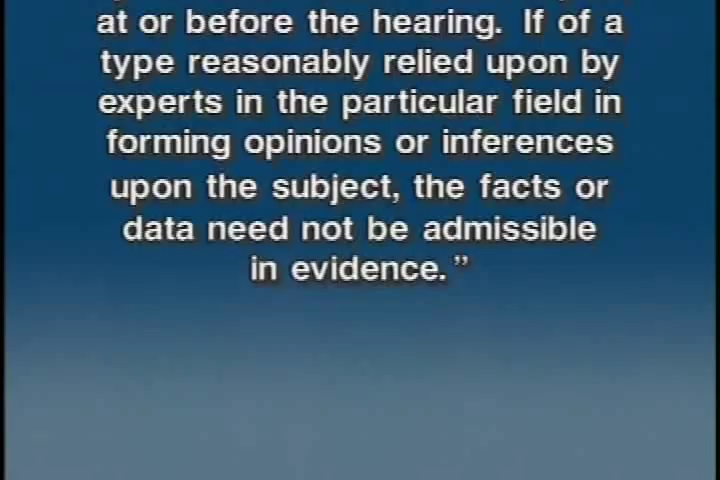 at or before the hearing. If of a
type reasonably relied upon by
experts in the particular field in
forming opinions or inferences
upon the subject, the facts or
data need not be admissible
in evidence.”